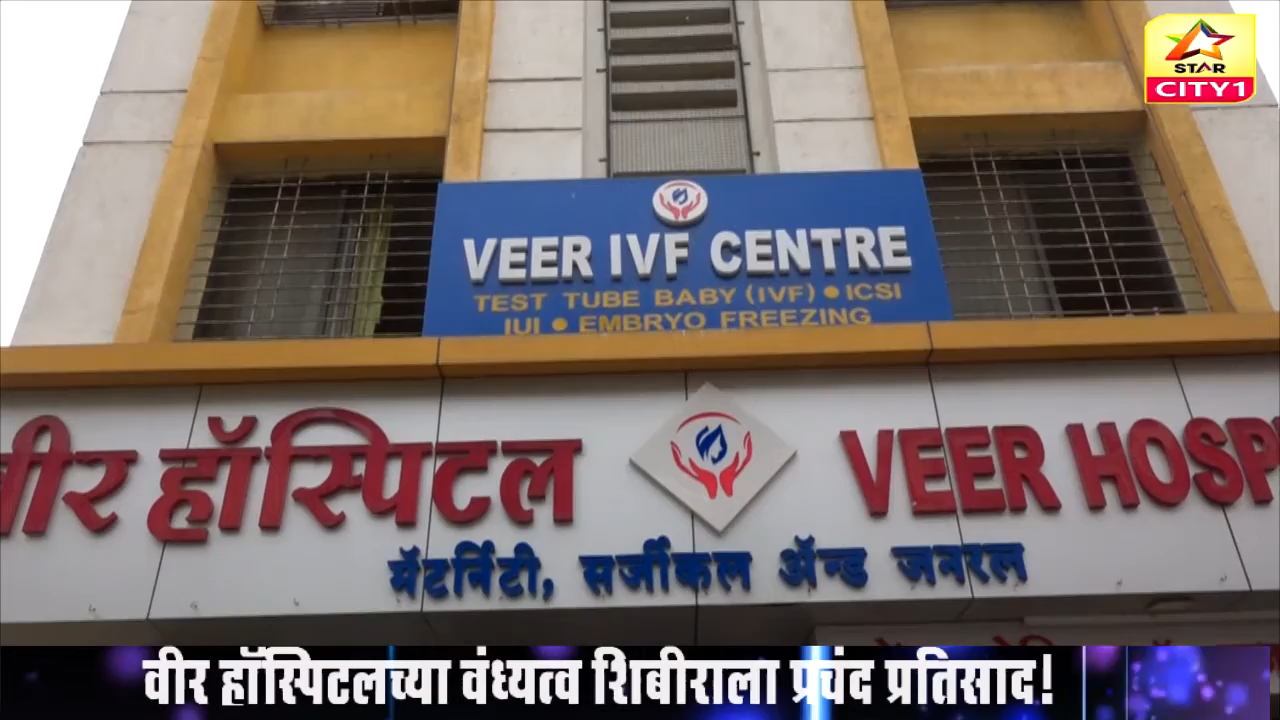 STAR
CITY1
VEER IVF CENTRE
TEST TUBE BABY (IVF) ● ICSI
IUI ● EMBRYO FREEZING
वीर हॉस्पिटल VEER HOSPI
मॅटर्निटी, सर्जीकल ॲन्ड जनरल
वीर हॉस्पिटलच्या वंध्यत्व शिबीराला प्रचंड प्रतिसाद!